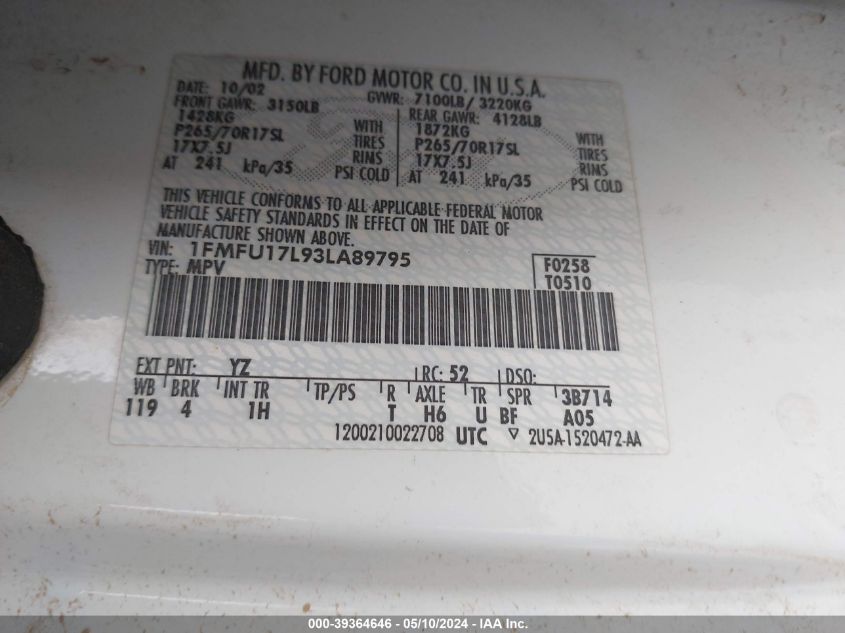 MFD. BY FORD MOTOR CO. IN U.S.A.
DATE: 10/02 GVWR: 7100LB/ 3220KG
FRONT GAWR: 3150LB REAR GAWR: 4128LB
1428KG WITH 1872KG WITH
P265/70R17SL TIRES P265/70R17SL TIRES
17X7.5J RIMS 17X7.5J RIMS
AT 241 kPa/35 PSI COLD AT 241 kPa/35 PSI COLD
THIS VEHICLE CONFORMS TO ALL APPLICABLE FEDERAL MOTOR
VEHICLE SAFETY STANDARDS IN EFFECT ON THE DATE OF
MANUFACTURE SHOWN ABOVE.
VIN: 1FMFU17L93LA89795 F0258
TYPE: MPV T0510
EXT PNT: YZ RC: 52 DSO:
WB BRK INT TR TP/PS R AXLE TR SPR 3B714
119 4 1H T H6 U BF A05
1200210022708 UTC ▽ 2U5A-1520472-AA
000-39364646 - 05/10/2024 - IAA Inc.